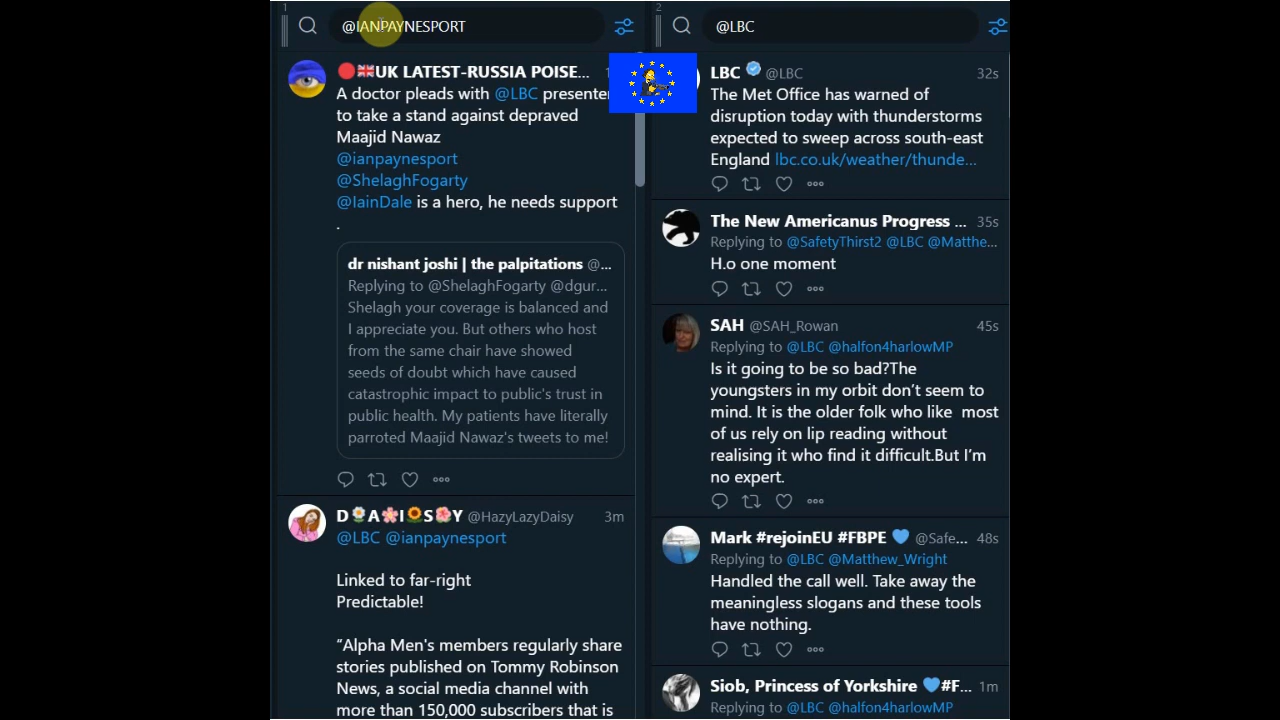 1
@IANPAYNESPORT
🔴🇬🇧UK LATEST-RUSSIA POISE...
A doctor pleads with @LBC presenter
to take a stand against depraved
Maajid Nawaz
@ianpaynesport
@ShelaghFogarty
@IainDale is a hero, he needs support
.
dr nishant joshi | the palpitations @...
Replying to @ShelaghFogarty @dgur...
Shelagh your coverage is balanced and
I appreciate you. But others who host
from the same chair have showed
seeds of doubt which have caused
catastrophic impact to public's trust in
public health. My patients have literally
parroted Maajid Nawaz's tweets to me!
D🌼A🌸I🌻S🌺Y @HazyLazyDaisy 3m
@LBC @ianpaynesport
Linked to far-right
Predictable!
“Alpha Men's members regularly share
stories published on Tommy Robinson
News, a social media channel with
more than 150,000 subscribers that is
2
@LBC
LBC @LBC 32s
The Met Office has warned of
disruption today with thunderstorms
expected to sweep across south-east
England lbc.co.uk/weather/thunde...
The New Americanus Progress ... 35s
Replying to @SafetyThirst2 @LBC @Matthe...
H.o one moment
SAH @SAH_Rowan 45s
Replying to @LBC @halfon4harlowMP
Is it going to be so bad?The
youngsters in my orbit don’t seem to
mind. It is the older folk who like most
of us rely on lip reading without
realising it who find it difficult.But I’m
no expert.
Mark #rejoinEU #FBPE 💙 @Safe... 48s
Replying to @LBC @Matthew_Wright
Handled the call well. Take away the
meaningless slogans and these tools
have nothing.
Siob, Princess of Yorkshire 💙#F... 1m
Replying to @LBC @halfon4harlowMP